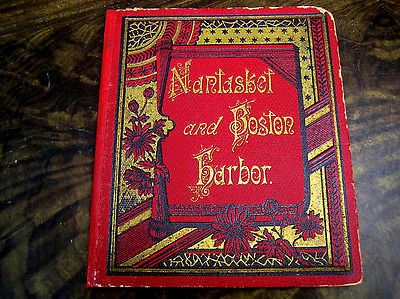 Nantasket
and Boston
Harbor.